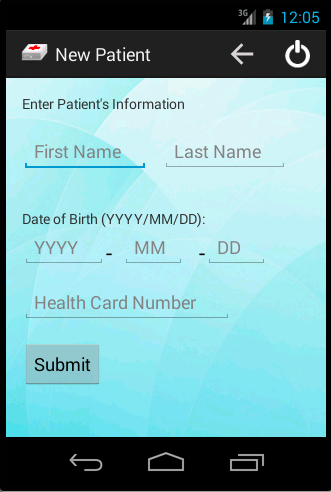 3G 12:05
New Patient
Enter Patient's Information
First Name Last Name
Date of Birth (YYYY/MM/DD):
YYYY - MM - DD
Health Card Number
Submit